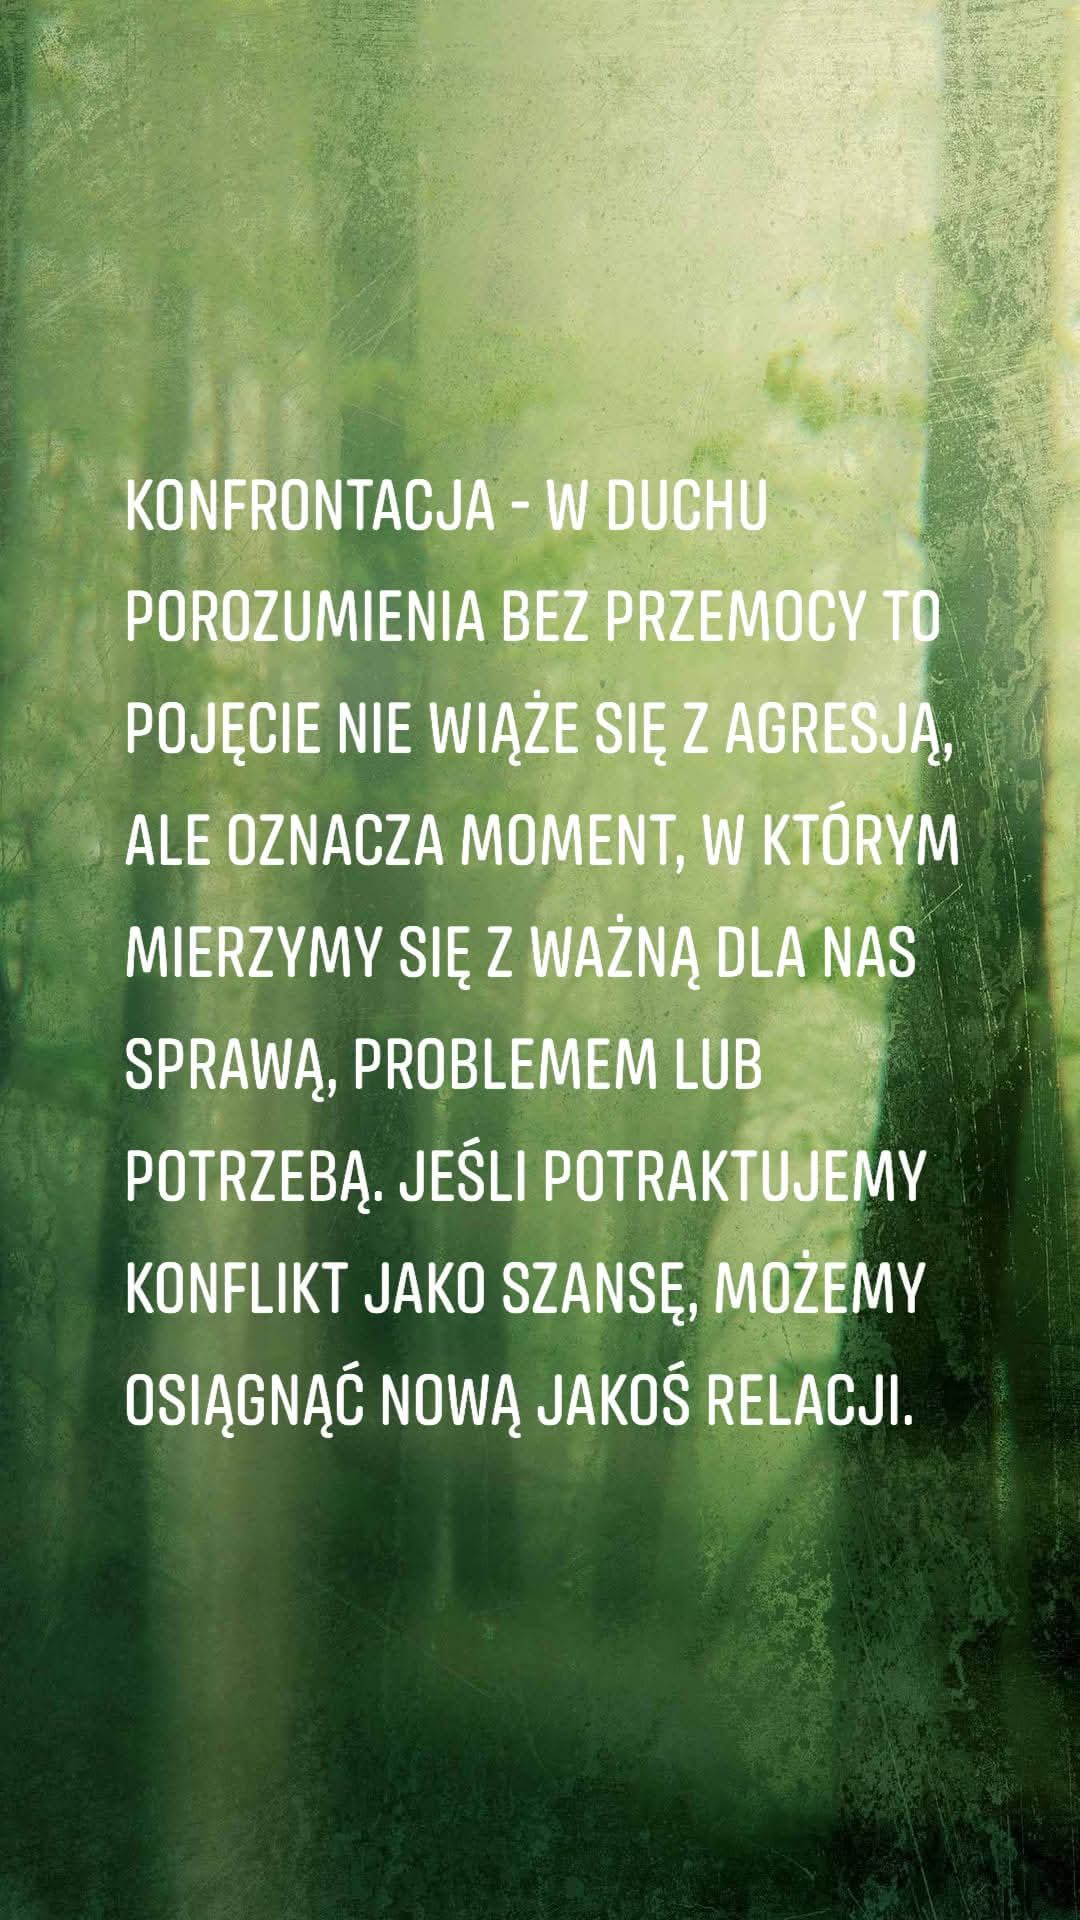 KONFRONTACJA - W DUCHU
POROZUMIENIA BEZ PRZEMOCY TO
POJĘCIE NIE WIĄŻE SIĘ Z AGRESJĄ,
ALE OZNACZA MOMENT, W KTÓRYM
MIERZYMY SIĘ Z WAŻNĄ DLA NAS
SPRAWĄ, PROBLEMEM LUB
POTRZEBĄ. JEŚLI POTRAKTUJEMY
KONFLIKT JAKO SZANSĘ, MOŻEMY
OSIĄGNĄĆ NOWĄ JAKOŚ RELACJI.